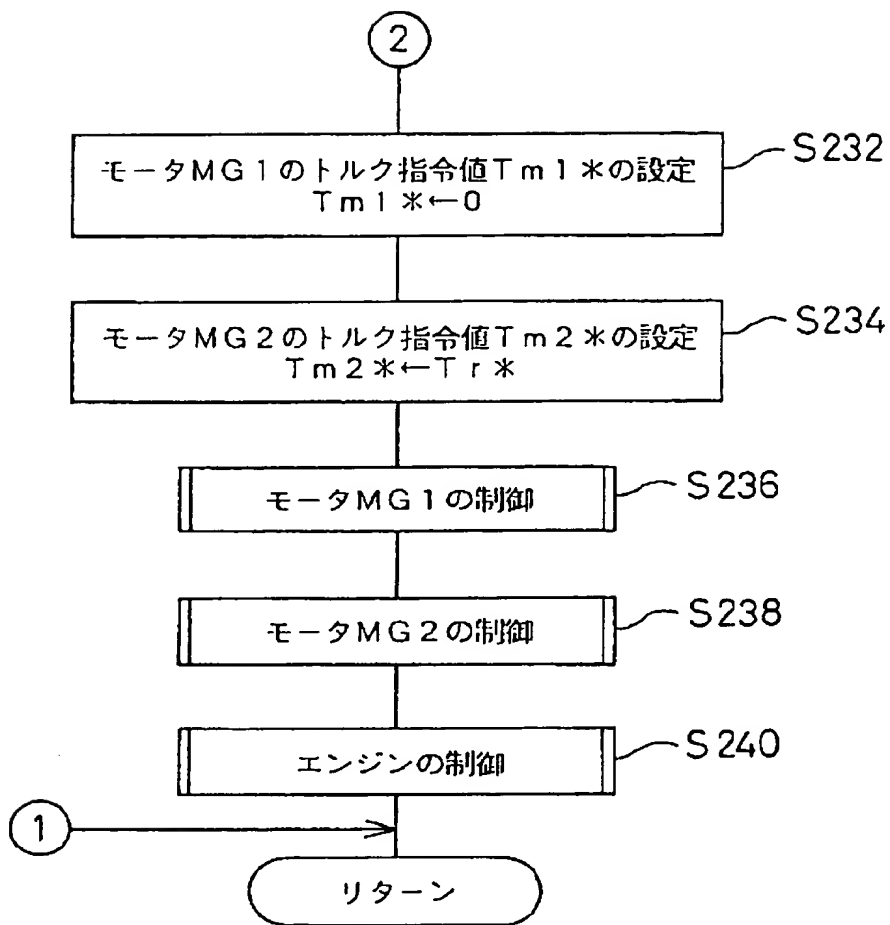 2
モータMG1のトルク指令値Tm1*の設定
Tm1*←0
S232
モータMG2のトルク指令値Tm2*の設定
Tm2*←Tr*
S234
モータMG1の制御
S236
モータMG2の制御
S238
エンジンの制御
S240
1
リターン